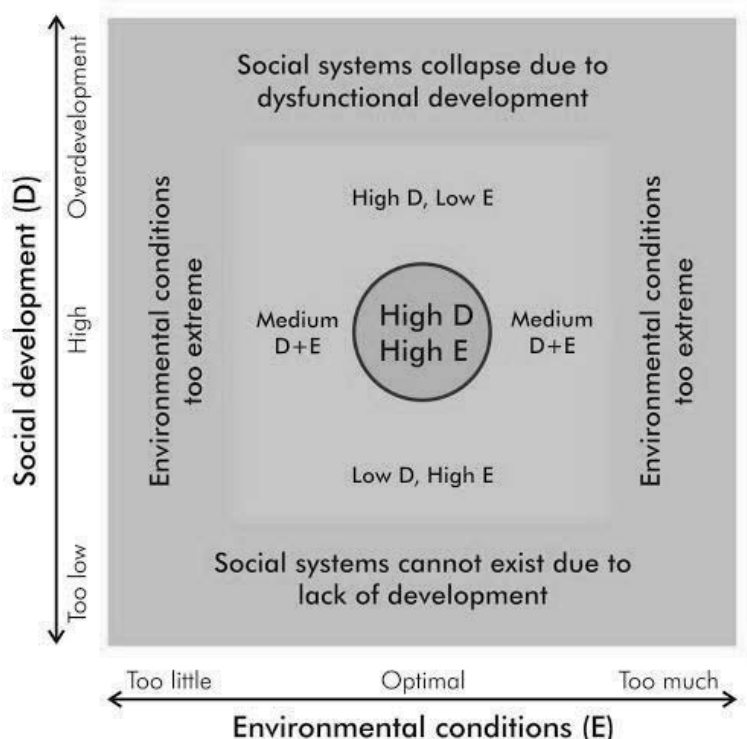 Social systems collapse due to
dysfunctional development
Social development (D)
Overdevelopment
High
Too low
Environmental conditions
too extreme
High D, Low E
Medium
D+E
High D
High E
Medium
D+E
Environmental conditions
too extreme
Low D, High E
Social systems cannot exist due to
lack of development
Too little
Optimal
Too much
Environmental conditions (E)